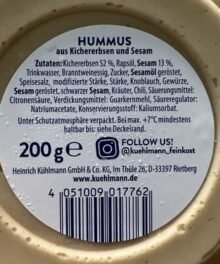 HUMMUS
aus Kichererbsen und Sesam
Zutaten: Kichererbsen 52 %, Rapsöl, Sesam 13 %,
Trinkwasser, Branntweinessig, Zucker, Sesamöl geröstet,
Speisesalz, modifizierte Stärke, Stärke, Knoblauch, Gewürze,
Sesam geröstet, schwarzer Sesam, Kräuter, Chili, Säuerungsmittel:
Citronensäure, Verdickungsmittel: Guarkernmehl, Säureregulator:
Natriumacetate, Konservierungsstoff: Kaliumsorbat.
Unter Schutzatmosphäre verpackt. Bei max. +7°C mindestens
haltbar bis: siehe Deckelrand.
200 g e
FOLLOW US!
@kuehlmann_feinkost
Heinrich Kühlmann GmbH & Co. KG, Im Thüle 26, D-33397 Rietberg
www.kuehlmann.de
4 051009 017762